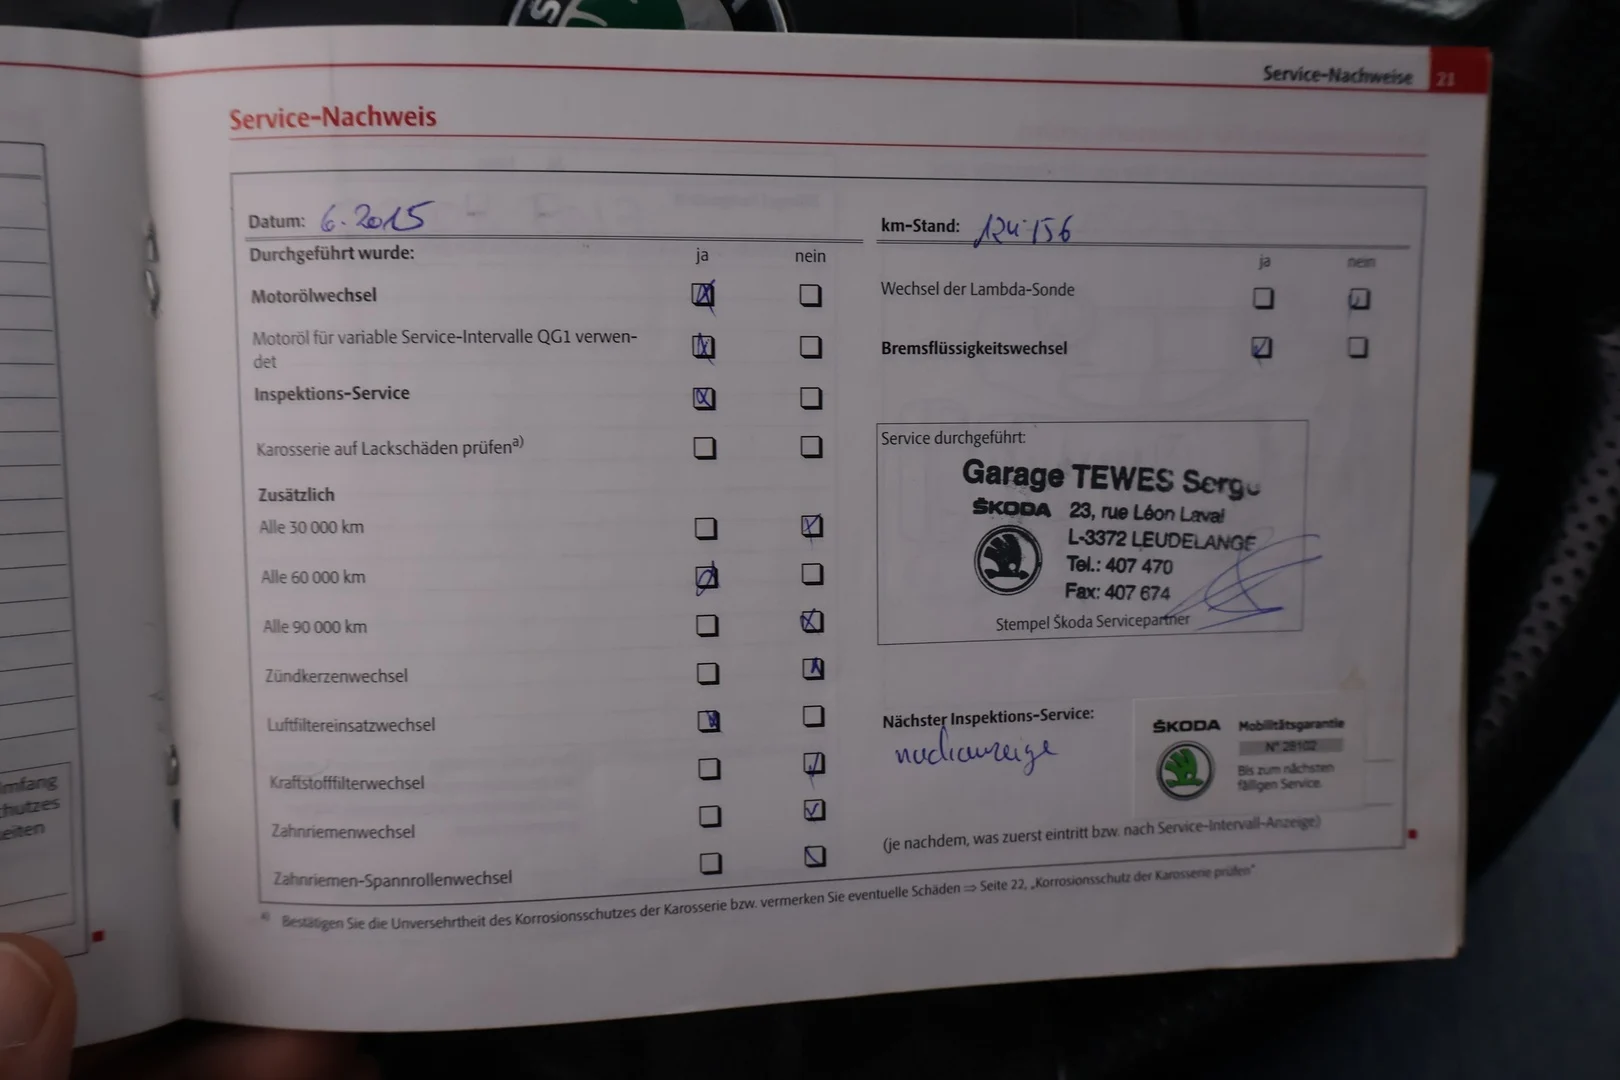 Service-Nachweise 21
Service-Nachweis
Datum: 6.2015
km-Stand: 124.156
Durchgeführt wurde: ja nein
ja nein
Motorölwechsel
Wechsel der Lambda-Sonde
Motoröl für variable Service-Intervalle QG1 verwen-
det
Bremsflüssigkeitswechsel
Inspektions-Service
Karosserie auf Lackschäden prüfen a)
Zusätzlich
Alle 30 000 km
Alle 60 000 km
Alle 90 000 km
Zündkerzenwechsel
Luftfiltereinsatzwechsel
Kraftstofffilterwechsel
Zahnriemenwechsel
Zahnriemen-Spannrollenwechsel
Service durchgeführt:
Garage TEWES
ŠKODA 23, rue Léon Laval
L-3372 LEUDELANGE
Tel.: 407 470
Fax: 407 674
Stempel Škoda Servicepartner
Nächster Inspektions-Service:
nachanzeige
ŠKODA Mobilitätsgarantie
N° 28102
Bis zum nächsten
fälligen Service.
(je nachdem, was zuerst eintritt bzw. nach Service-Intervall-Anzeige)
a) Bestätigen Sie die Unversehrtheit des Korrosionsschutzes der Karosserie bzw. vermerken Sie eventuelle Schäden ⇒ Seite 22, „Korrosionsschutz der Karosserie prüfen"